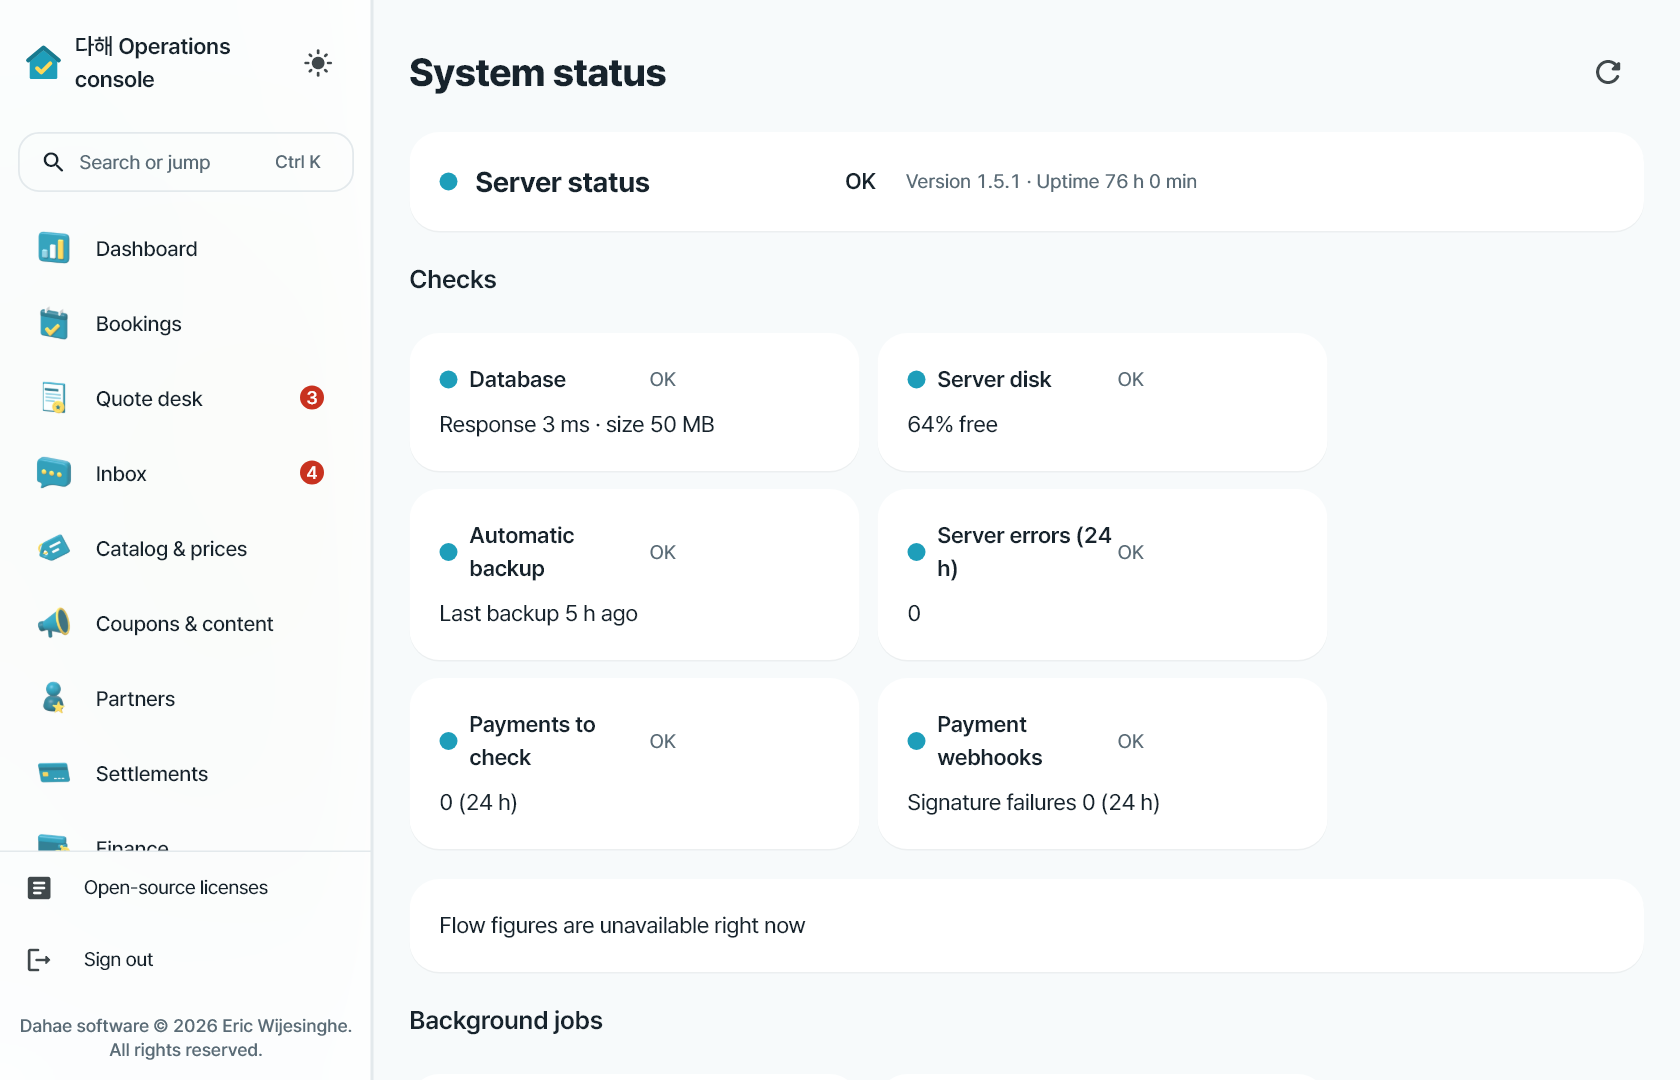 다해 Operations
console
Search or jump Ctrl K
Dashboard
Bookings
Quote desk 3
Inbox 4
Catalog & prices
Coupons & content
Partners
Settlements
Finance
Open-source licenses
Sign out
Dahae software © 2026 Eric Wijesinghe.
All rights reserved.
System status
Server status OK Version 1.5.1 · Uptime 76 h 0 min
Checks
Database OK
Response 3 ms · size 50 MB
Server disk OK
64% free
Automatic
backup OK
Last backup 5 h ago
Server errors (24
h) OK
0
Payments to
check OK
0 (24 h)
Payment
webhooks OK
Signature failures 0 (24 h)
Flow figures are unavailable right now
Background jobs